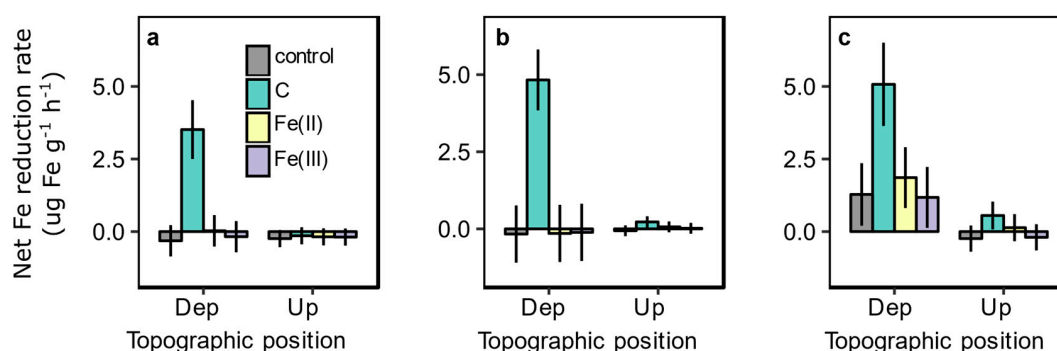 Net Fe reduction rate
(ug Fe g⁻¹ h⁻¹)
a
control
C
Fe(II)
Fe(III)
5.0
2.5
0.0
Dep Up
Topographic position
b
5.0
2.5
0.0
Dep Up
Topographic position
c
5.0
2.5
0.0
Dep Up
Topographic position